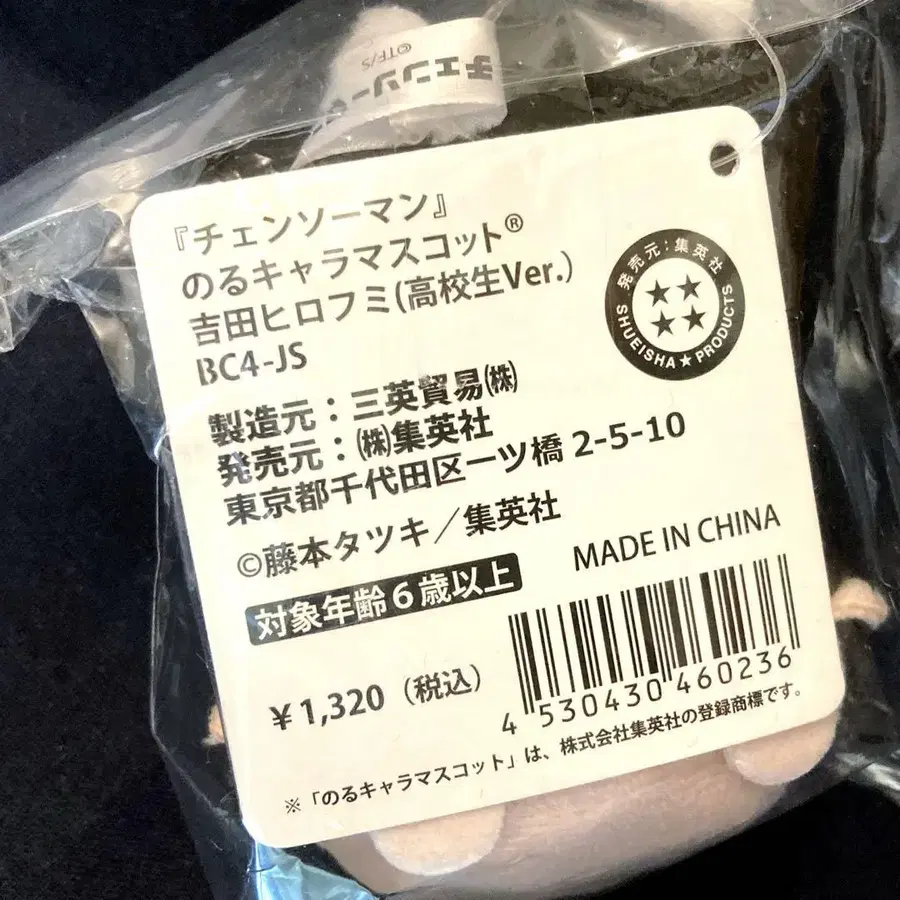 チェンソー
©TF/S
『チェンソーマン』
のるキャラマスコット®
吉田ヒロフミ(高校生Ver.)
BC4-JS
発売元：集英社
SHUEISHA★PRODUCTS
製造元：三英貿易㈱
発売元：㈱集英社
東京都千代田区一ツ橋 2-5-10
©藤本タツキ／集英社
MADE IN CHINA
対象年齢６歳以上
¥1,320（税込）
4 530430 460236
※「のるキャラマスコット」は、株式会社集英社の登録商標です。